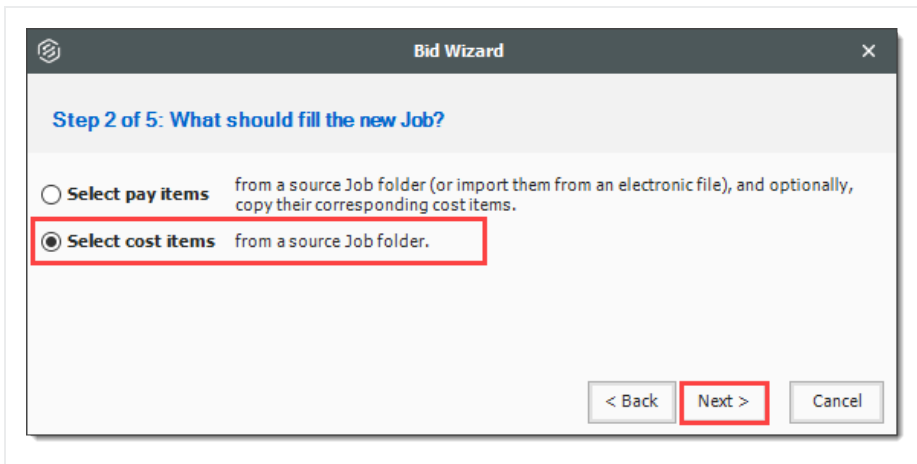 Bid Wizard
Step 2 of 5: What should fill the new Job?
Select pay items from a source Job folder (or import them from an electronic file), and optionally,
copy their corresponding cost items.
Select cost items from a source Job folder.
< Back Next > Cancel